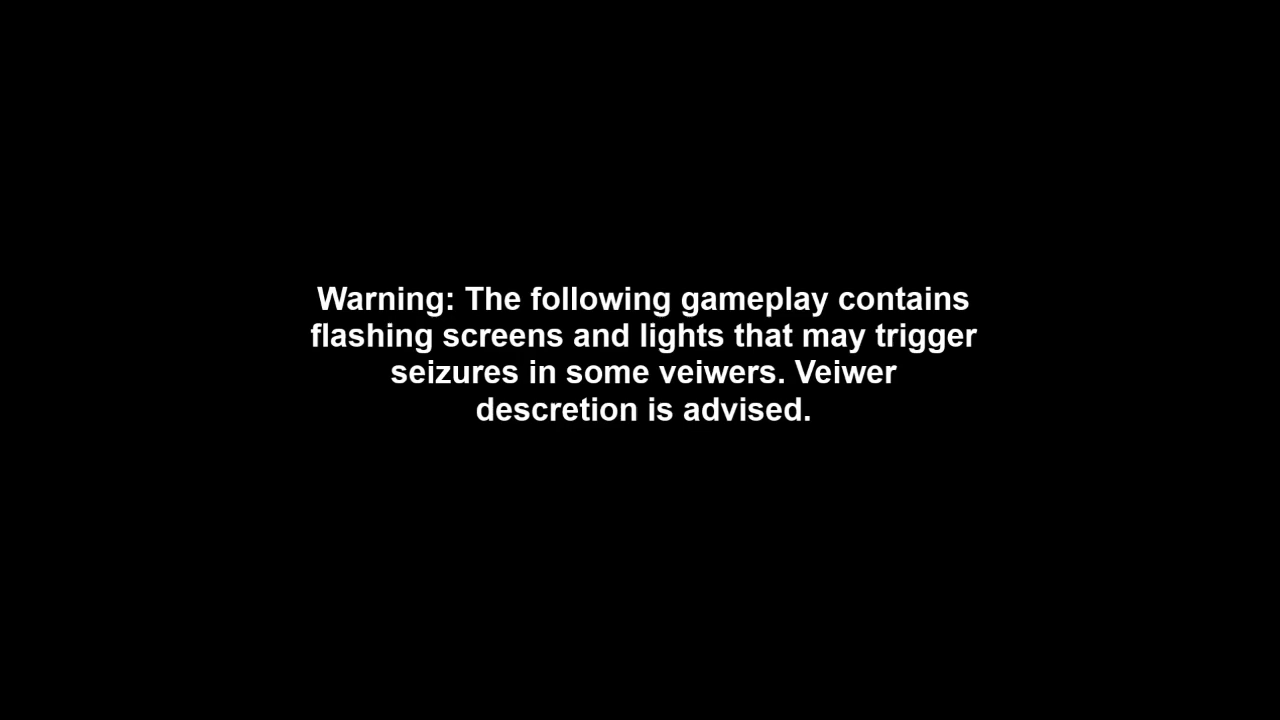 Warning: The following gameplay contains
flashing screens and lights that may trigger
seizures in some veiwers. Veiwer
descretion is advised.